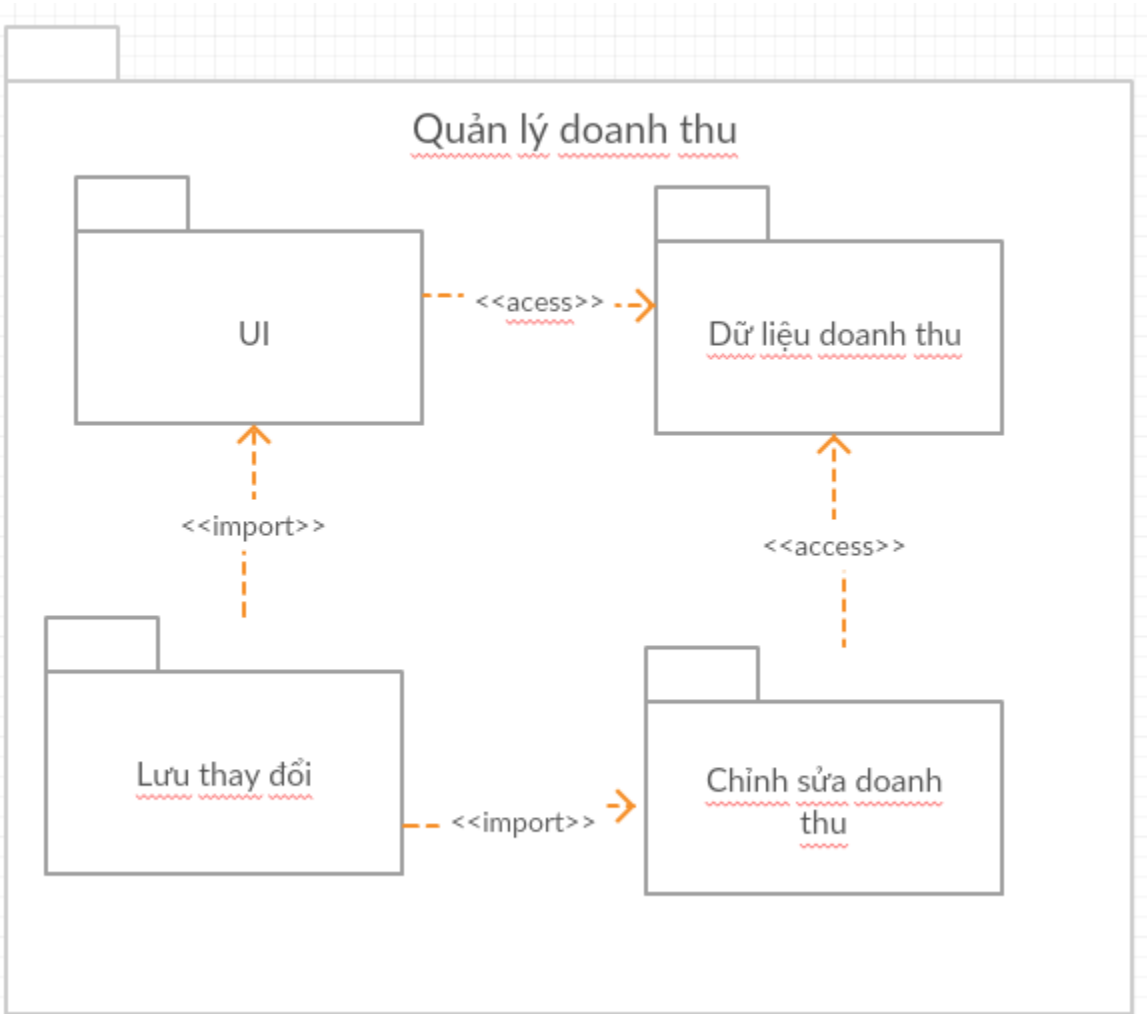 Quản lý doanh thu
UI
<<acess>>
Dữ liệu doanh thu
<<import>>
<<access>>
Lưu thay đổi
<<import>>
Chỉnh sửa doanh
thu